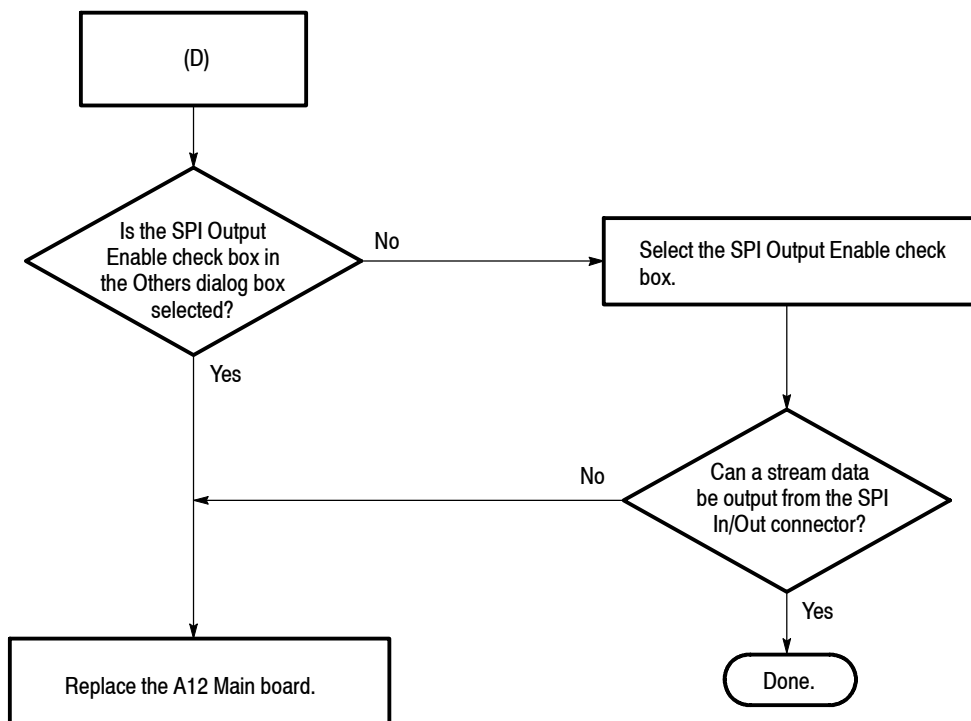 (D)
Is the SPI Output
Enable check box in
the Others dialog box
selected?
No
Select the SPI Output Enable check
box.
Yes
Can a stream data
be output from the SPI
In/Out connector?
No
Yes
Replace the A12 Main board.
Done.